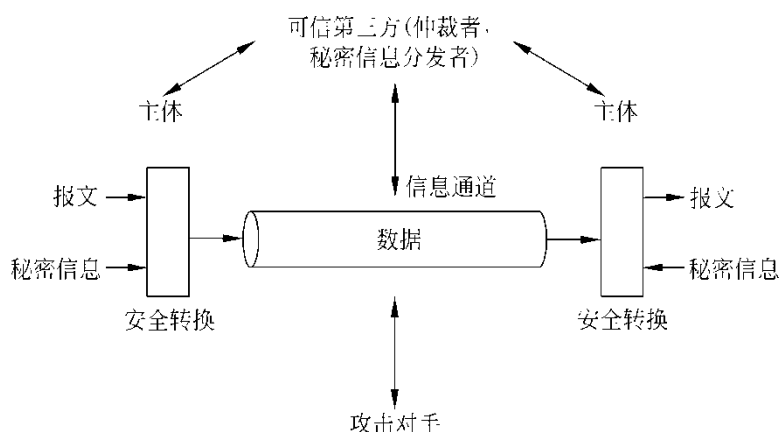 可信第三方(仲裁者,
秘密信息分发者)
主体
主体
信息通道
报文
数据
报文
秘密信息
秘密信息
安全转换
安全转换
攻击对手